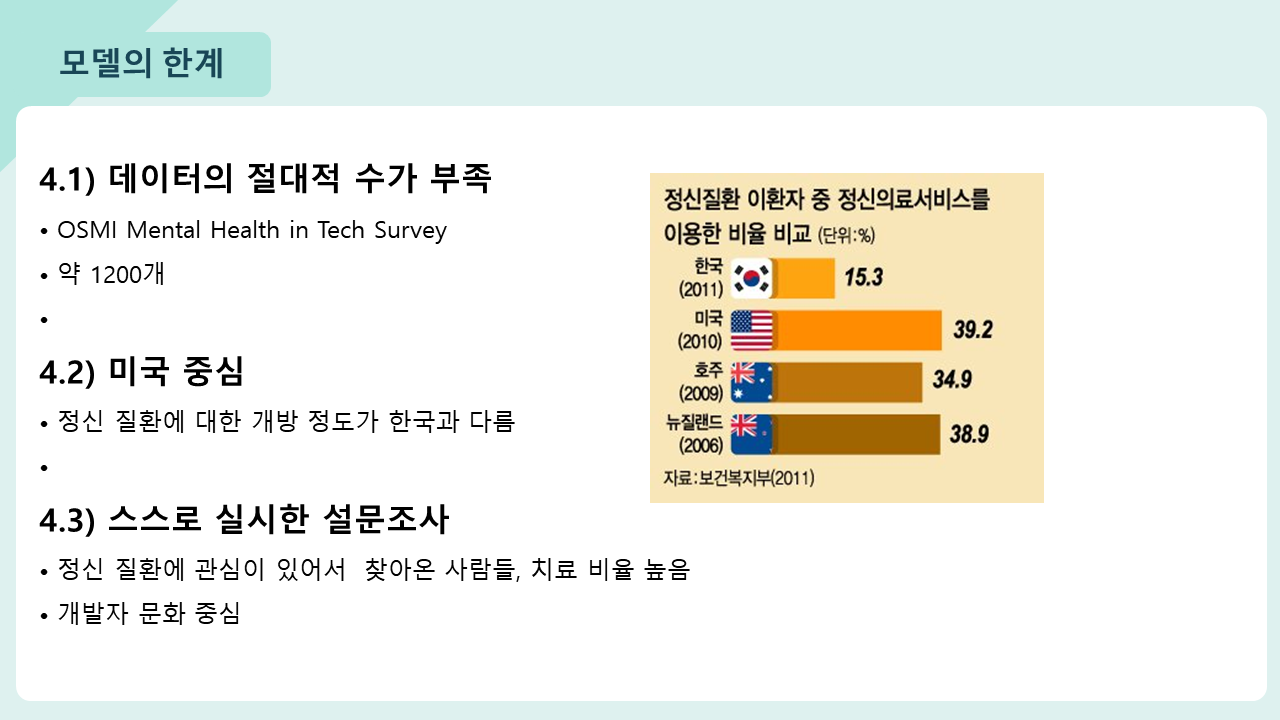 모델의 한계
4.1) 데이터의 절대적 수가 부족
• OSMI Mental Health in Tech Survey
• 약 1200개
•
4.2) 미국 중심
• 정신 질환에 대한 개방 정도가 한국과 다름
•
4.3) 스스로 실시한 설문조사
• 정신 질환에 관심이 있어서 찾아온 사람들, 치료 비율 높음
• 개발자 문화 중심
정신질환 이환자 중 정신의료서비스를
이용한 비율 비교 (단위:%)
한국
(2011)
15.3
미국
(2010)
39.2
호주
(2009)
34.9
뉴질랜드
(2006)
38.9
자료:보건복지부(2011)